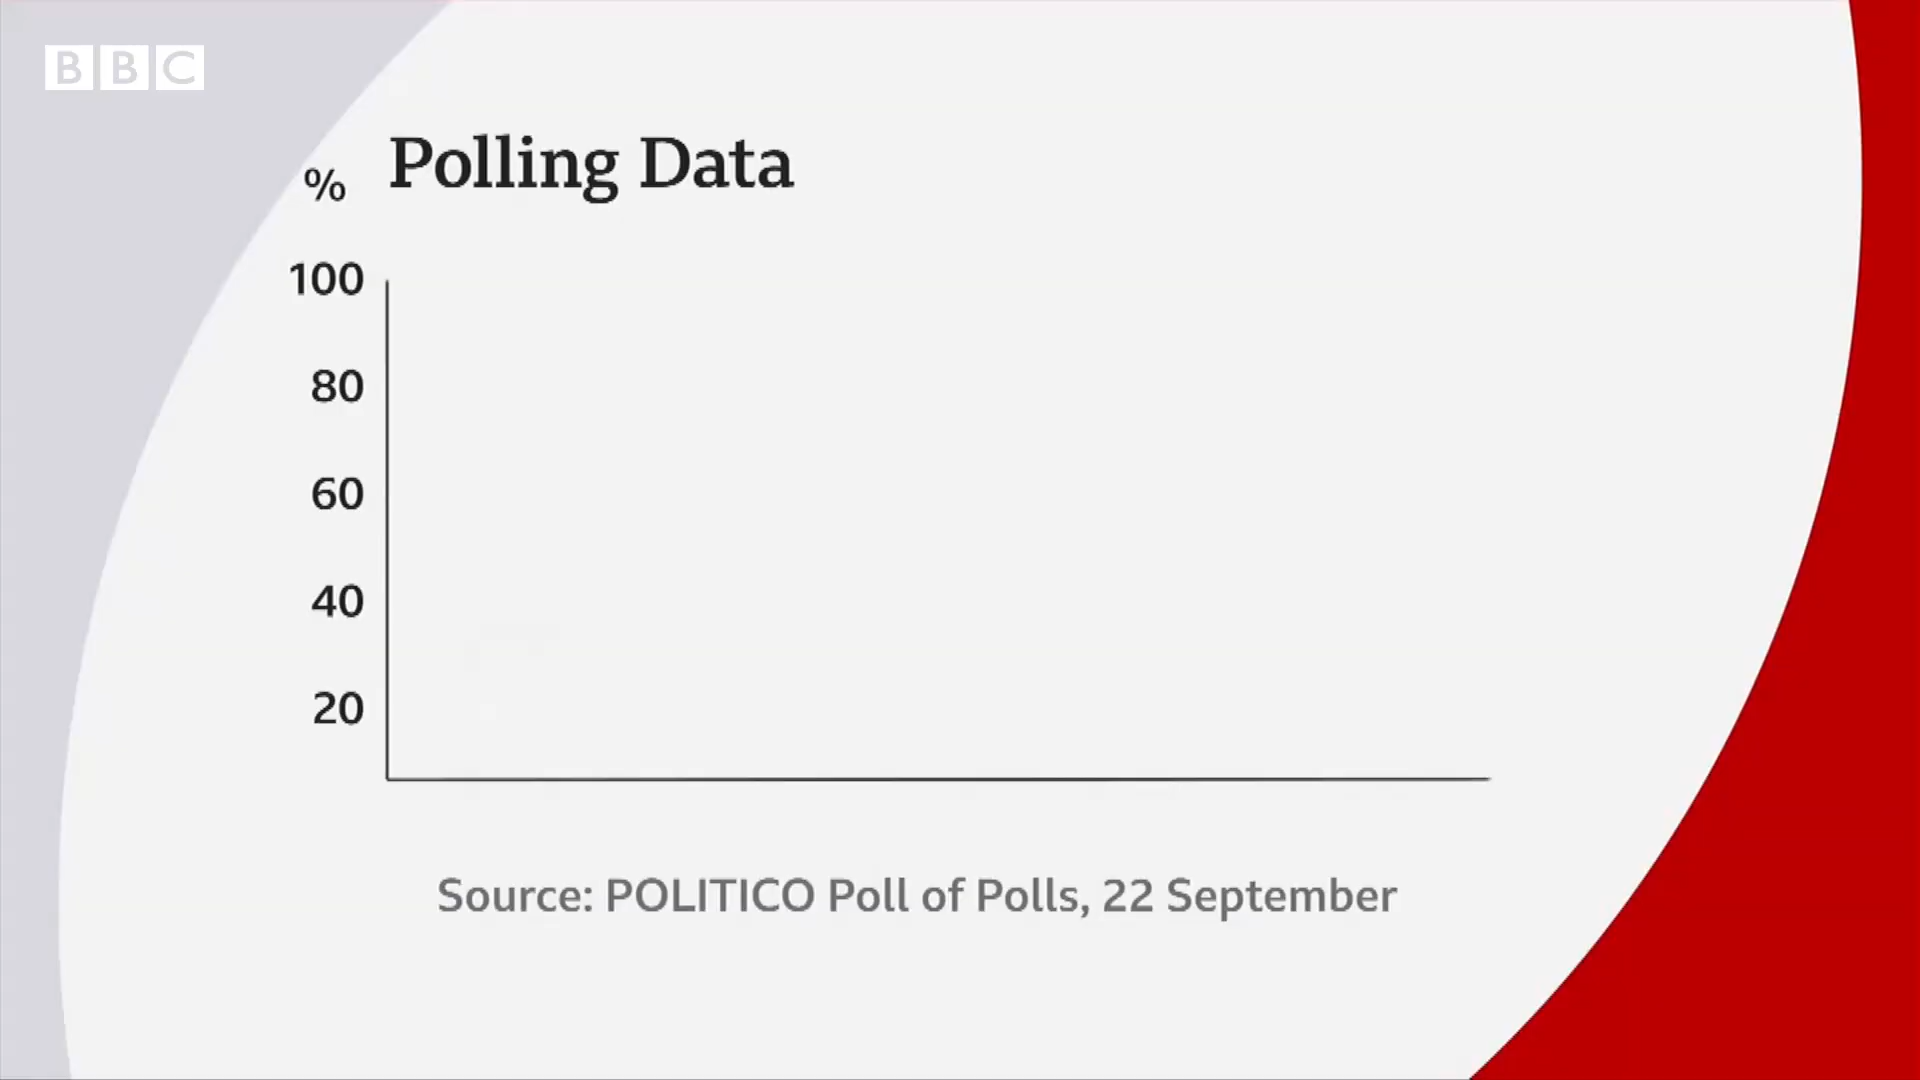 BBC
Polling Data
%
100
80
60
40
20
Source: POLITICO Poll of Polls, 22 September